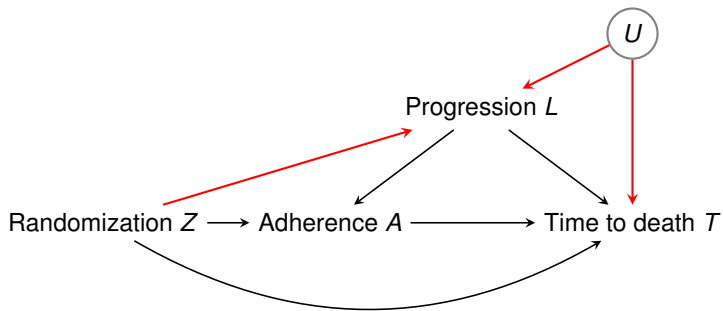 U
Progression L
Randomization Z
Adherence A
Time to death T